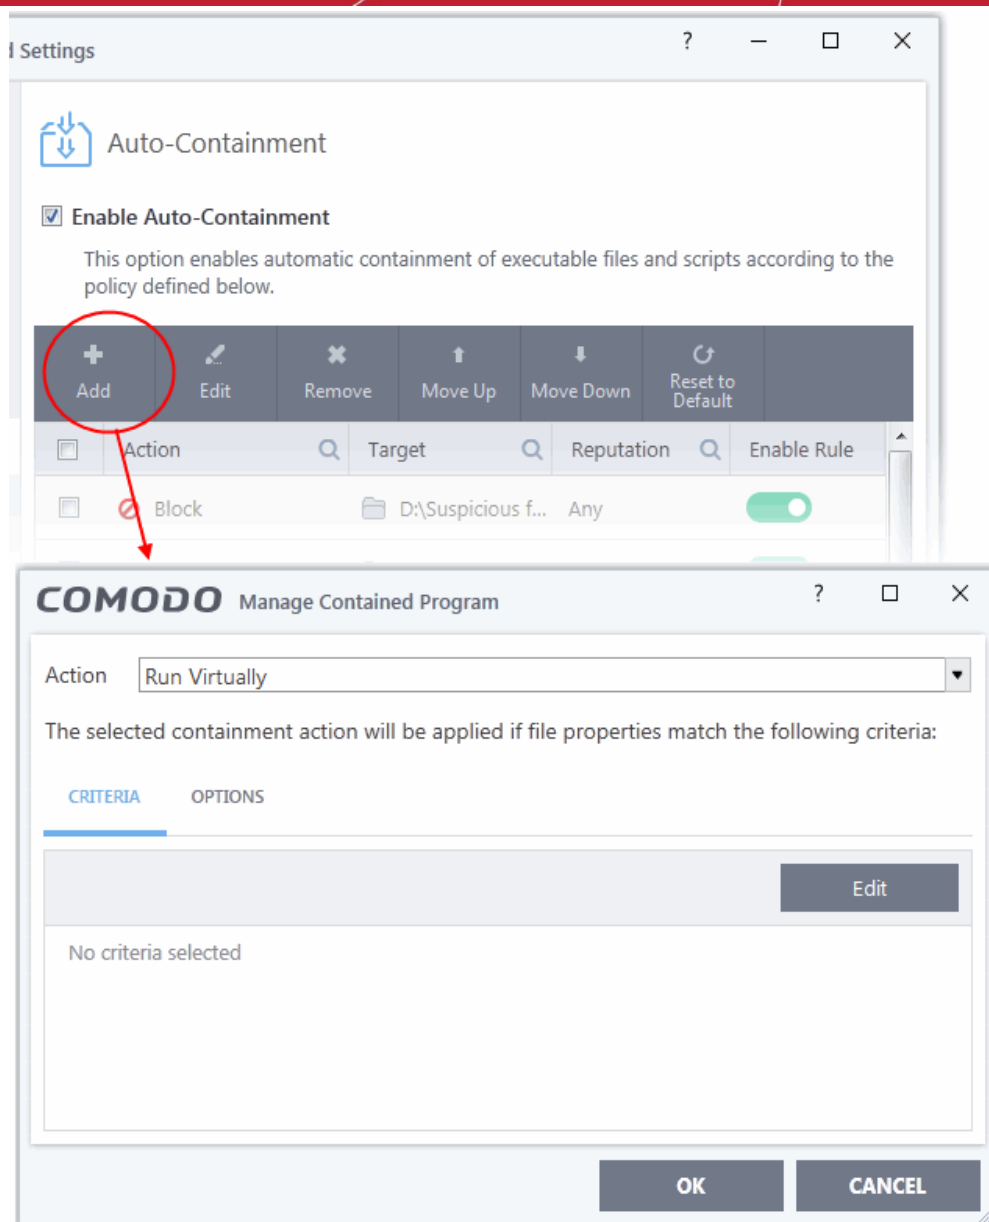 d Settings ?
Auto-Containment
Enable Auto-Containment
This option enables automatic containment of executable files and scripts according to the
policy defined below.
Add Edit Remove Move Up Move Down Reset to
Default
Action Target Reputation Enable Rule
Block D:\Suspicious f... Any
COMODO Manage Contained Program ?
Action Run Virtually
The selected containment action will be applied if file properties match the following criteria:
CRITERIA OPTIONS
Edit
No criteria selected
OK CANCEL